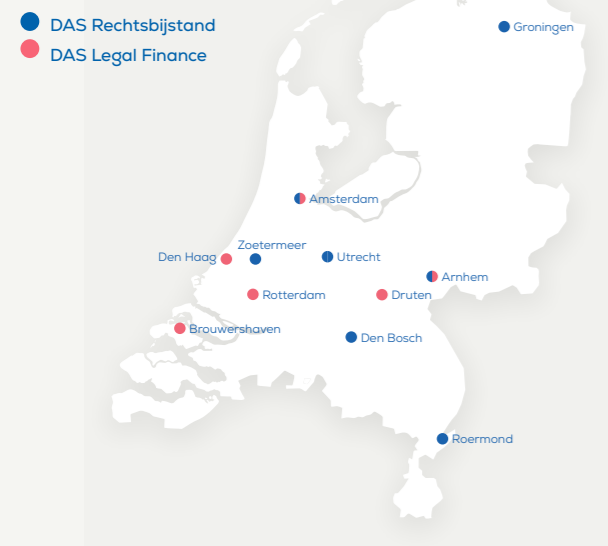 DAS Rechtsbijstand
DAS Legal Finance
Groningen
Amsterdam
Zoetermeer
Den Haag
Utrecht
Arnhem
Rotterdam
Druten
Brouwershaven
Den Bosch
Roermond